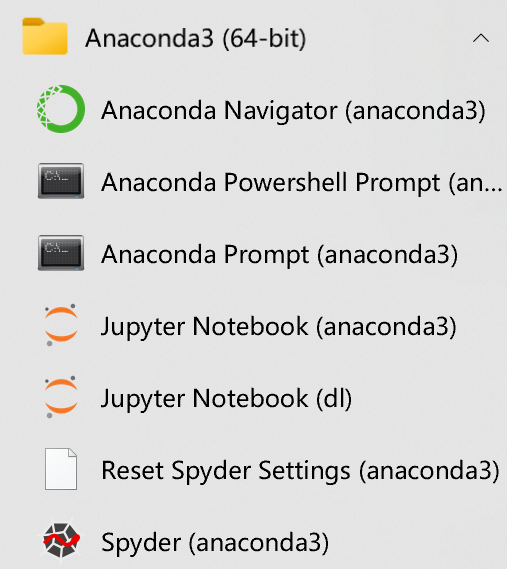 Anaconda3 (64-bit)
Anaconda Navigator (anaconda3)
C:\_
Anaconda Powershell Prompt (an...
C:\_
Anaconda Prompt (anaconda3)
Jupyter Notebook (anaconda3)
Jupyter Notebook (dl)
Reset Spyder Settings (anaconda3)
Spyder (anaconda3)